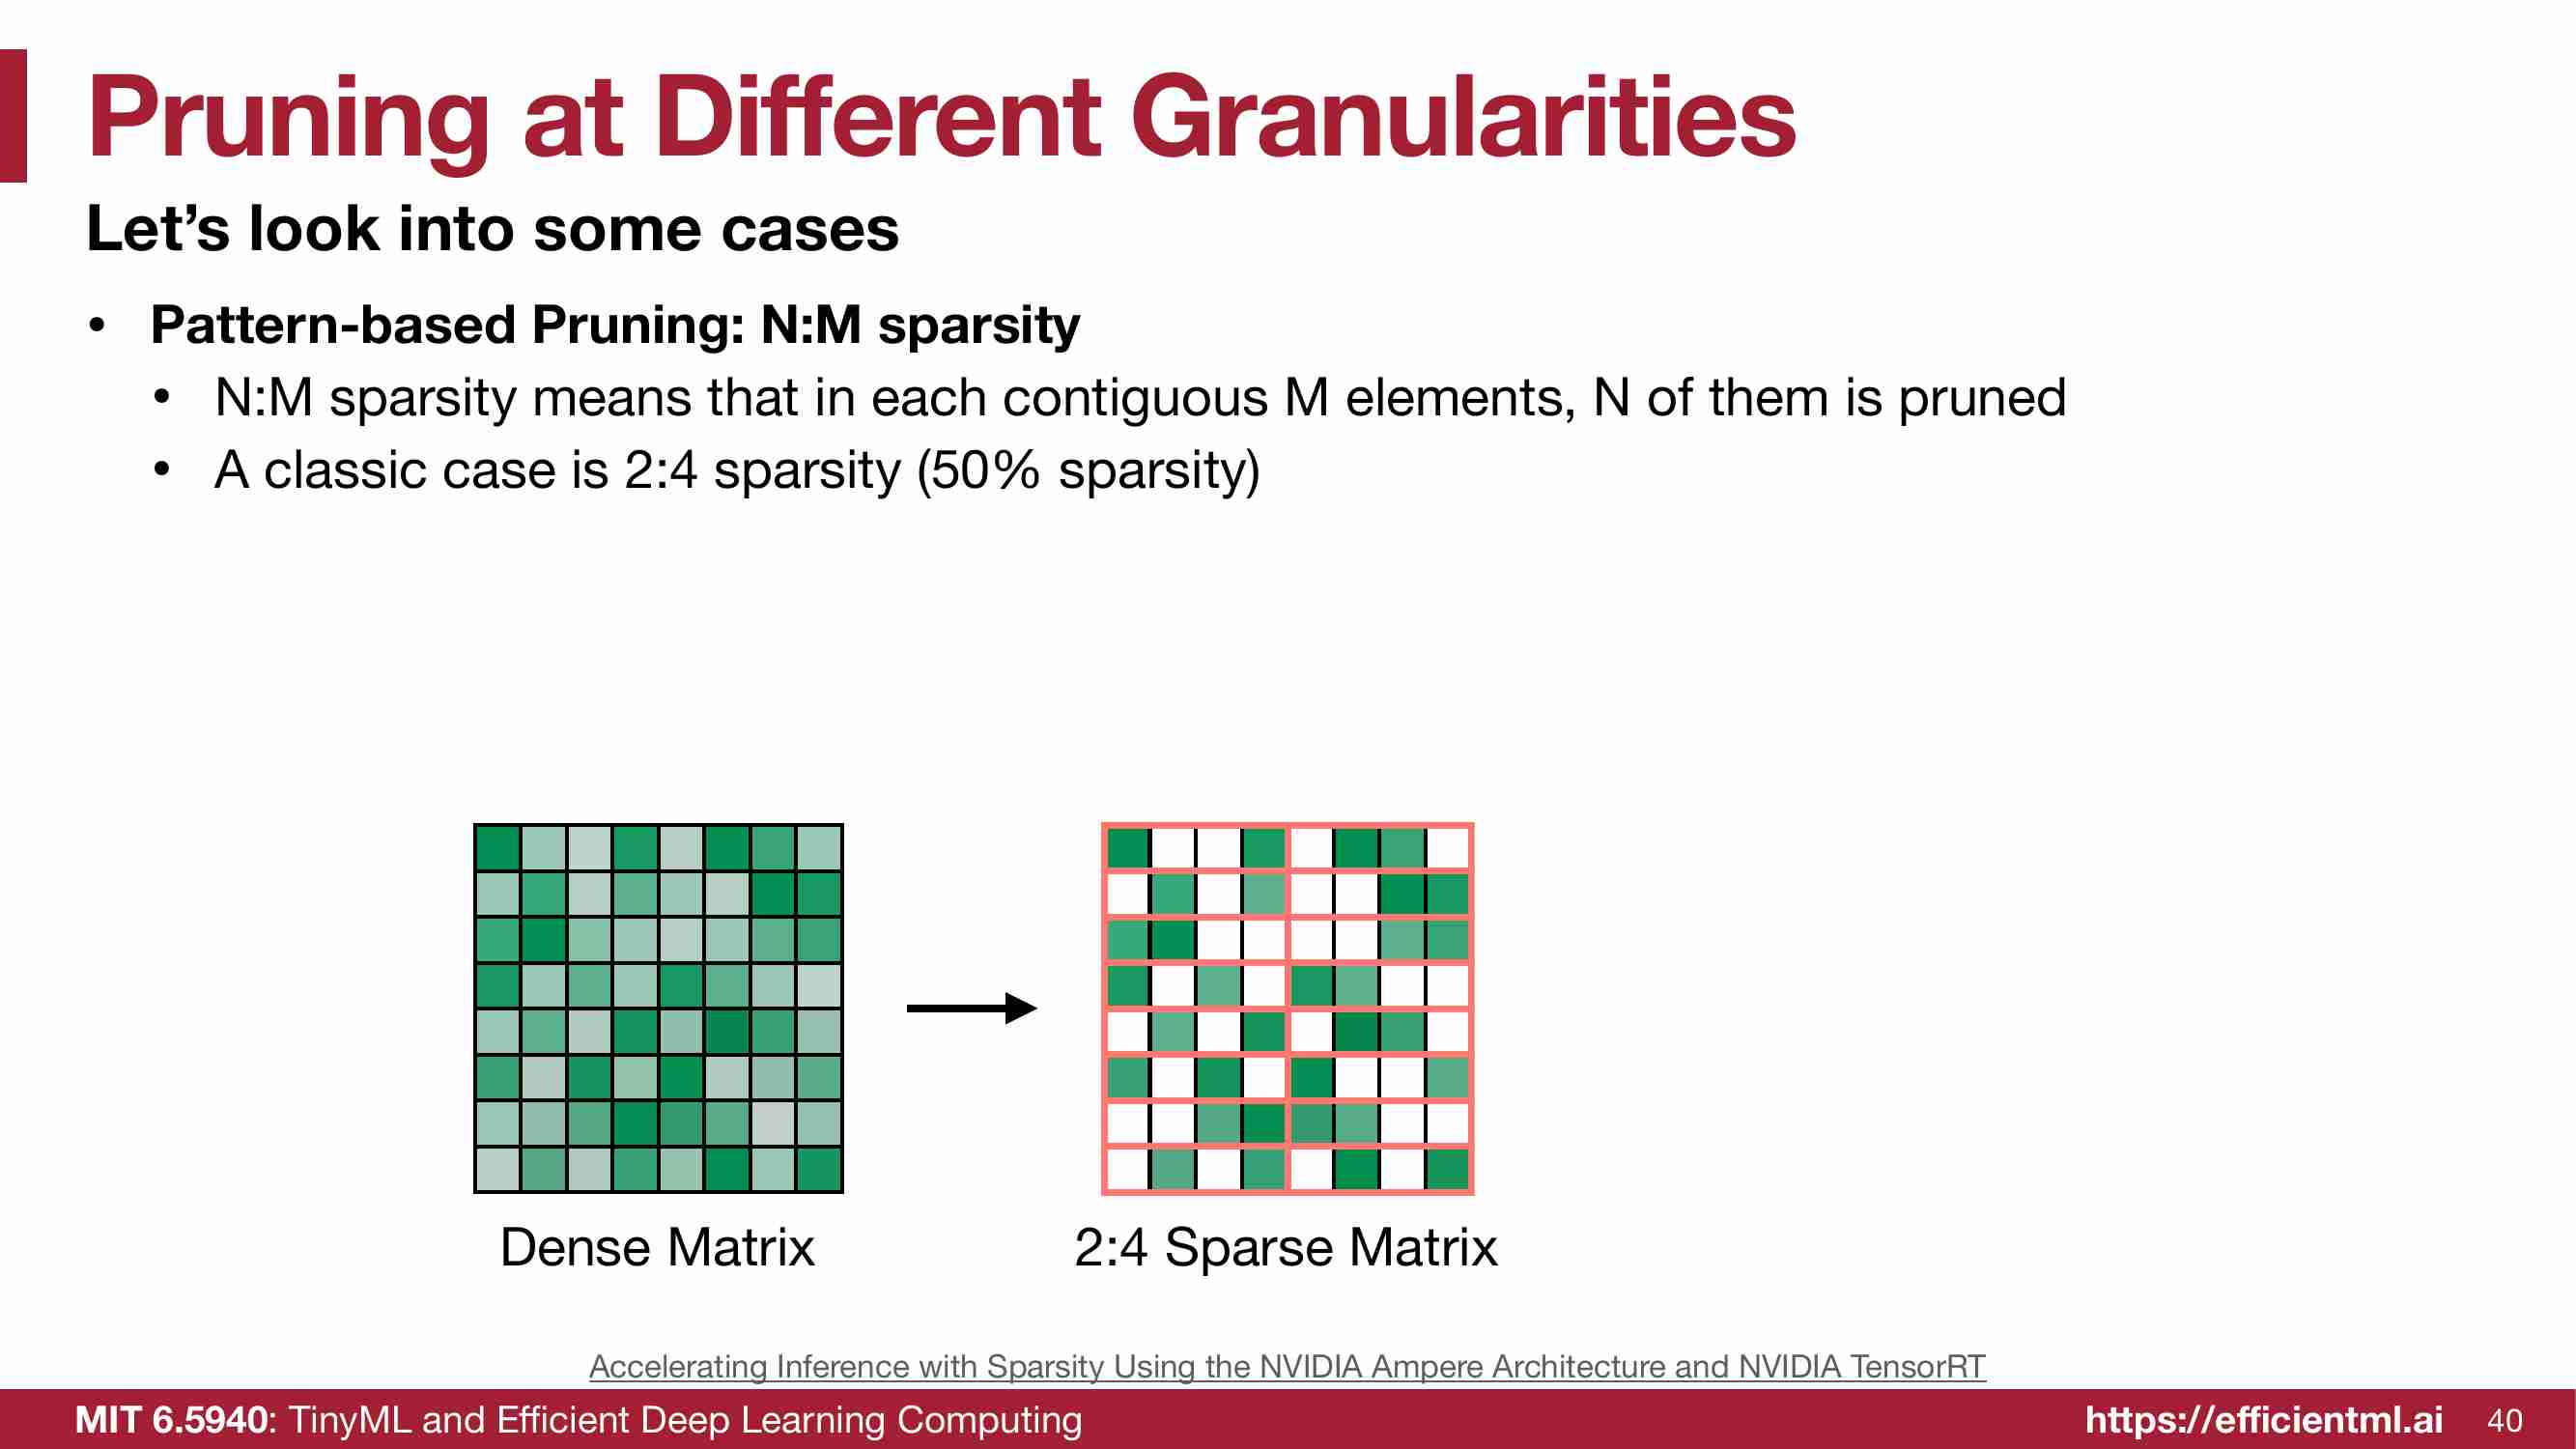 Pruning at Different Granularities
Let's look into some cases
• Pattern-based Pruning: N:M sparsity
• N:M sparsity means that in each contiguous M elements, N of them is pruned
• A classic case is 2:4 sparsity (50% sparsity)
Dense Matrix
2:4 Sparse Matrix
Accelerating Inference with Sparsity Using the NVIDIA Ampere Architecture and NVIDIA TensorRT
MIT 6.5940: TinyML and Efficient Deep Learning Computing
https://efficientml.ai
40